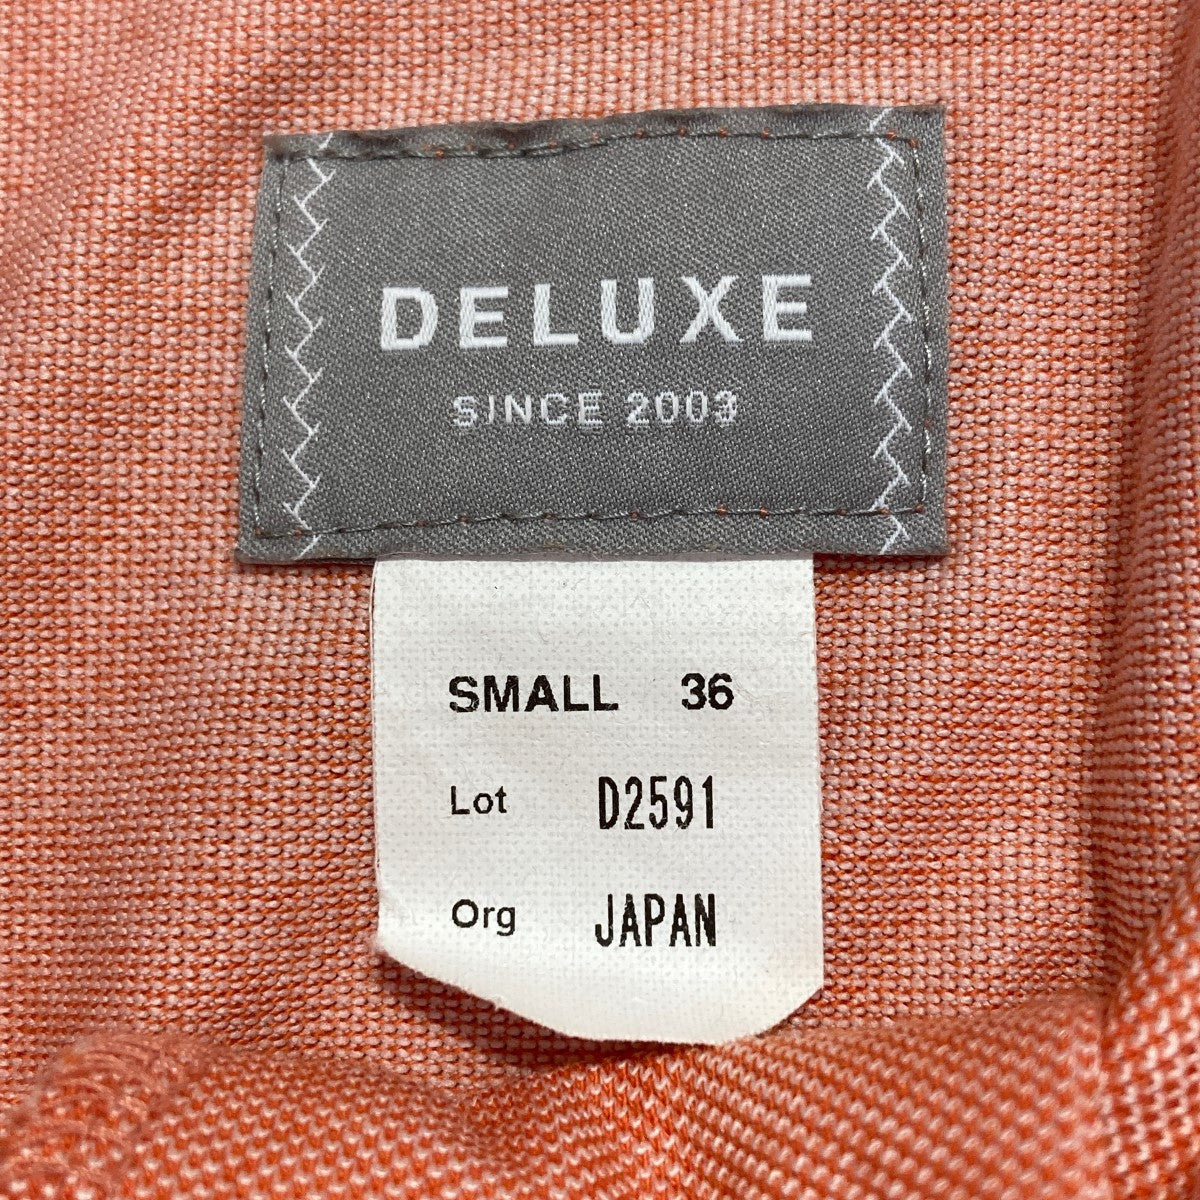 DELUXE
SINCE 2003
SMALL 36
Lot D2591
Org JAPAN